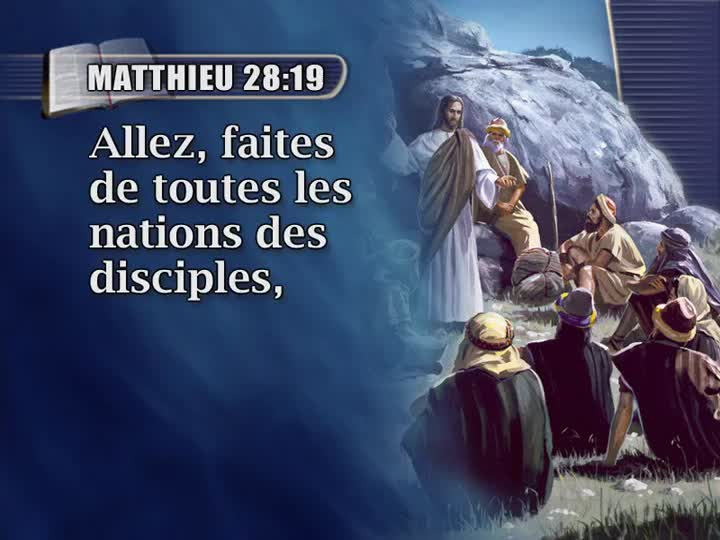 MATTHIEU 28:19
Allez, faites
de toutes les
nations des
disciples,